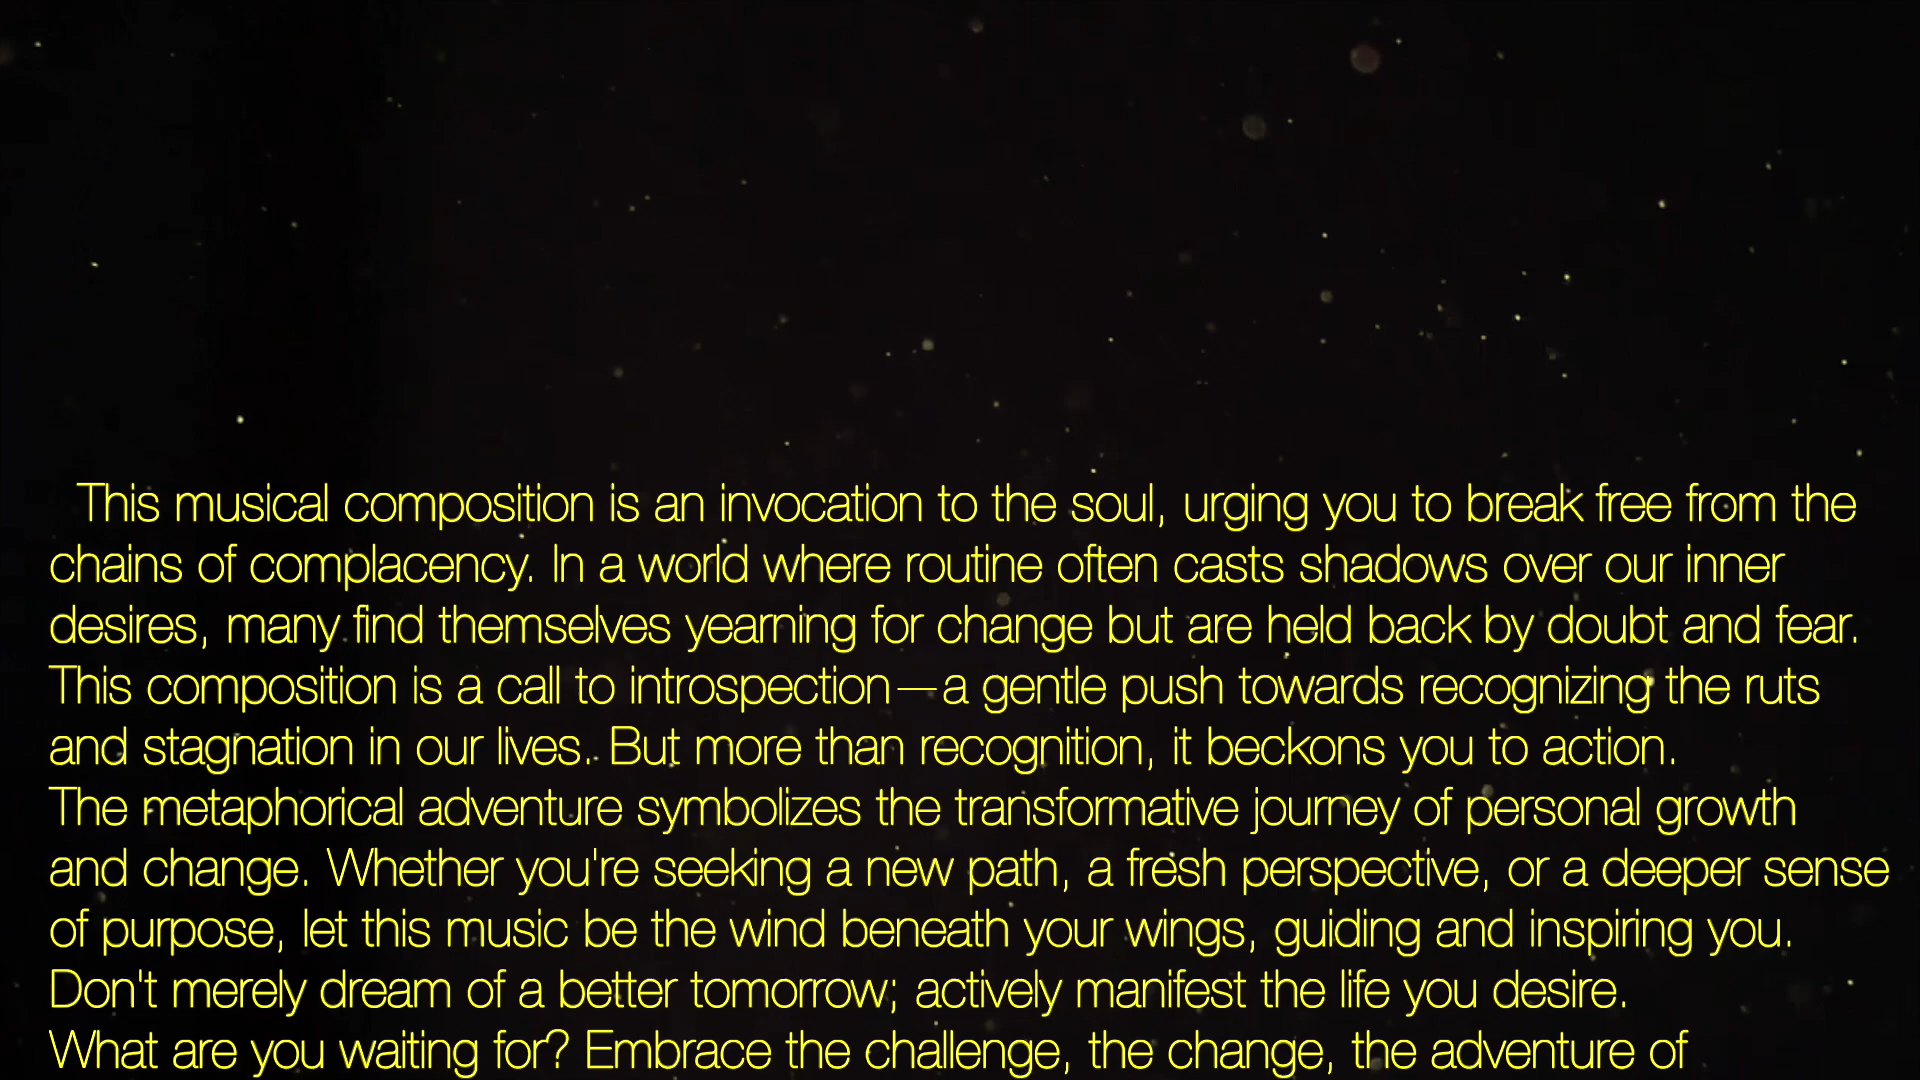 This musical composition is an invocation to the soul, urging you to break free from the
chains of complacency. In a world where routine often casts shadows over our inner
desires, many find themselves yearning for change but are held back by doubt and fear.
This composition is a call to introspection—a gentle push towards recognizing the ruts
and stagnation in our lives. But more than recognition, it beckons you to action.
The metaphorical adventure symbolizes the transformative journey of personal growth
and change. Whether you're seeking a new path, a fresh perspective, or a deeper sense
of purpose, let this music be the wind beneath your wings, guiding and inspiring you.
Don't merely dream of a better tomorrow; actively manifest the life you desire.
What are you waiting for? Embrace the challenge, the change, the adventure of